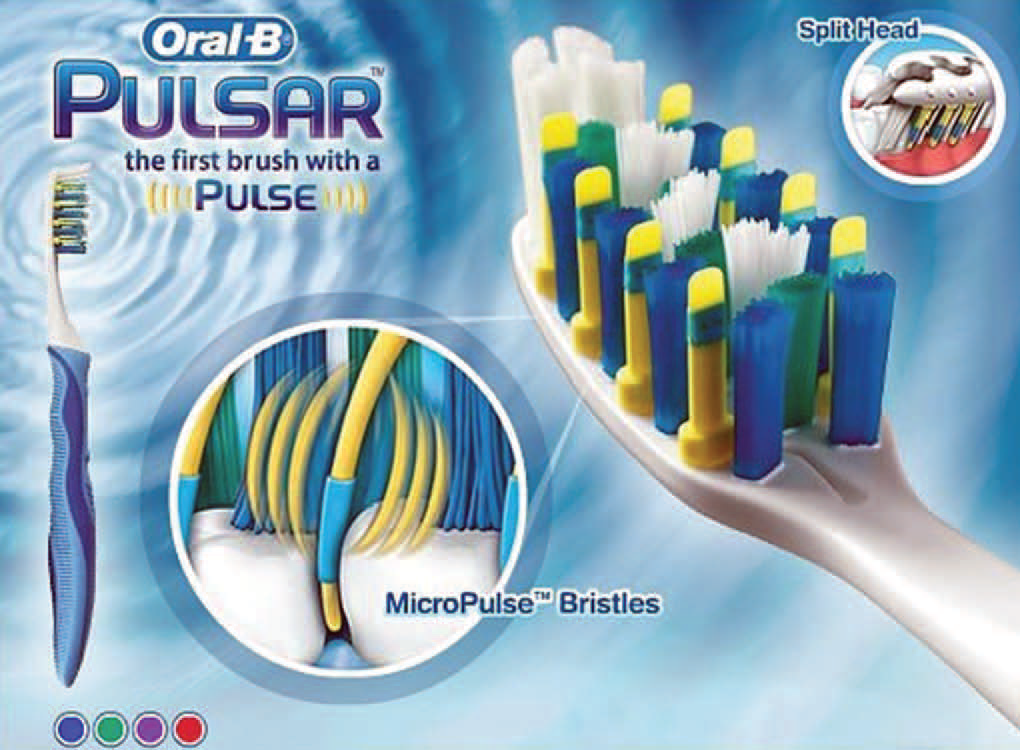 Oral-B
PULSAR™
the first brush with a
PULSE
Split Head
MicroPulse™ Bristles